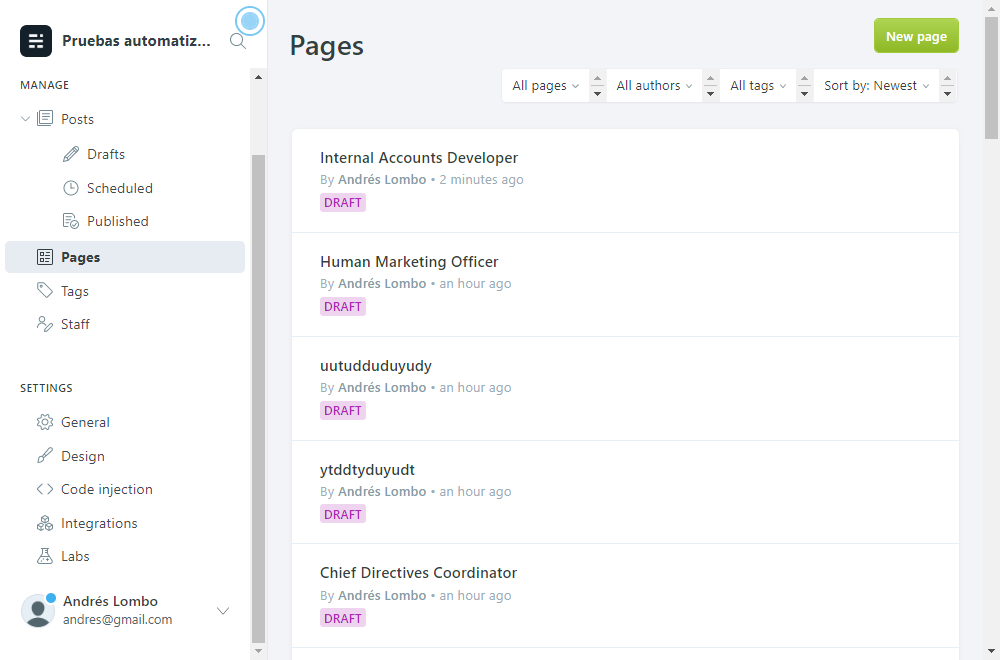 Pruebas automatiz...
MANAGE
Posts
Drafts
Scheduled
Published
Pages
Tags
Staff
SETTINGS
General
Design
Code injection
Integrations
Labs
Andrés Lombo
andres@gmail.com
Pages
New page
All pages
All authors
All tags
Sort by: Newest
Internal Accounts Developer
By Andrés Lombo • 2 minutes ago
DRAFT
Human Marketing Officer
By Andrés Lombo • an hour ago
DRAFT
uutudduduyudy
By Andrés Lombo • an hour ago
DRAFT
ytddtyduyudt
By Andrés Lombo • an hour ago
DRAFT
Chief Directives Coordinator
By Andrés Lombo • an hour ago
DRAFT